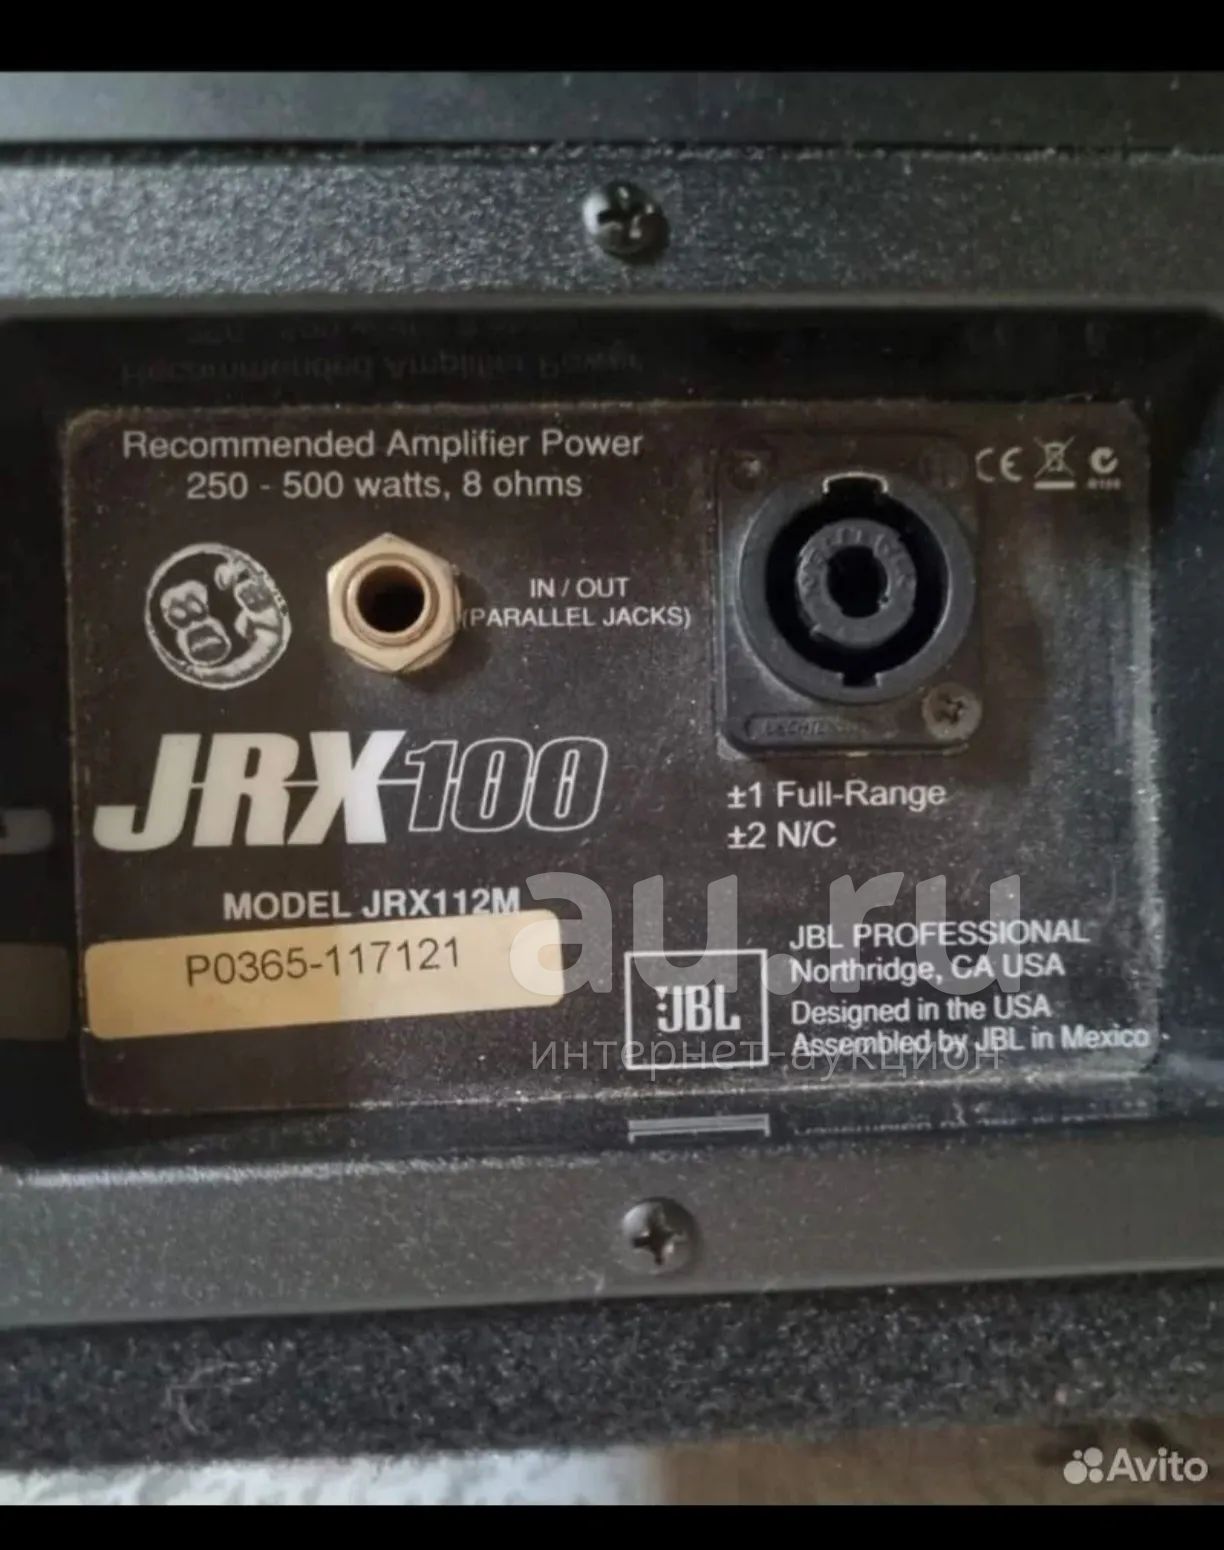 Recommended Amplifier Power
250 - 500 watts, 8 ohms
IN / OUT
(PARALLEL JACKS)
JRX100
±1 Full-Range
±2 N/C
MODEL JRX112M
P0365-117121
au.ru
интернет-аукцион
JBL
JBL PROFESSIONAL
Northridge, CA USA
Designed in the USA
Assembled by JBL in Mexico
Avito